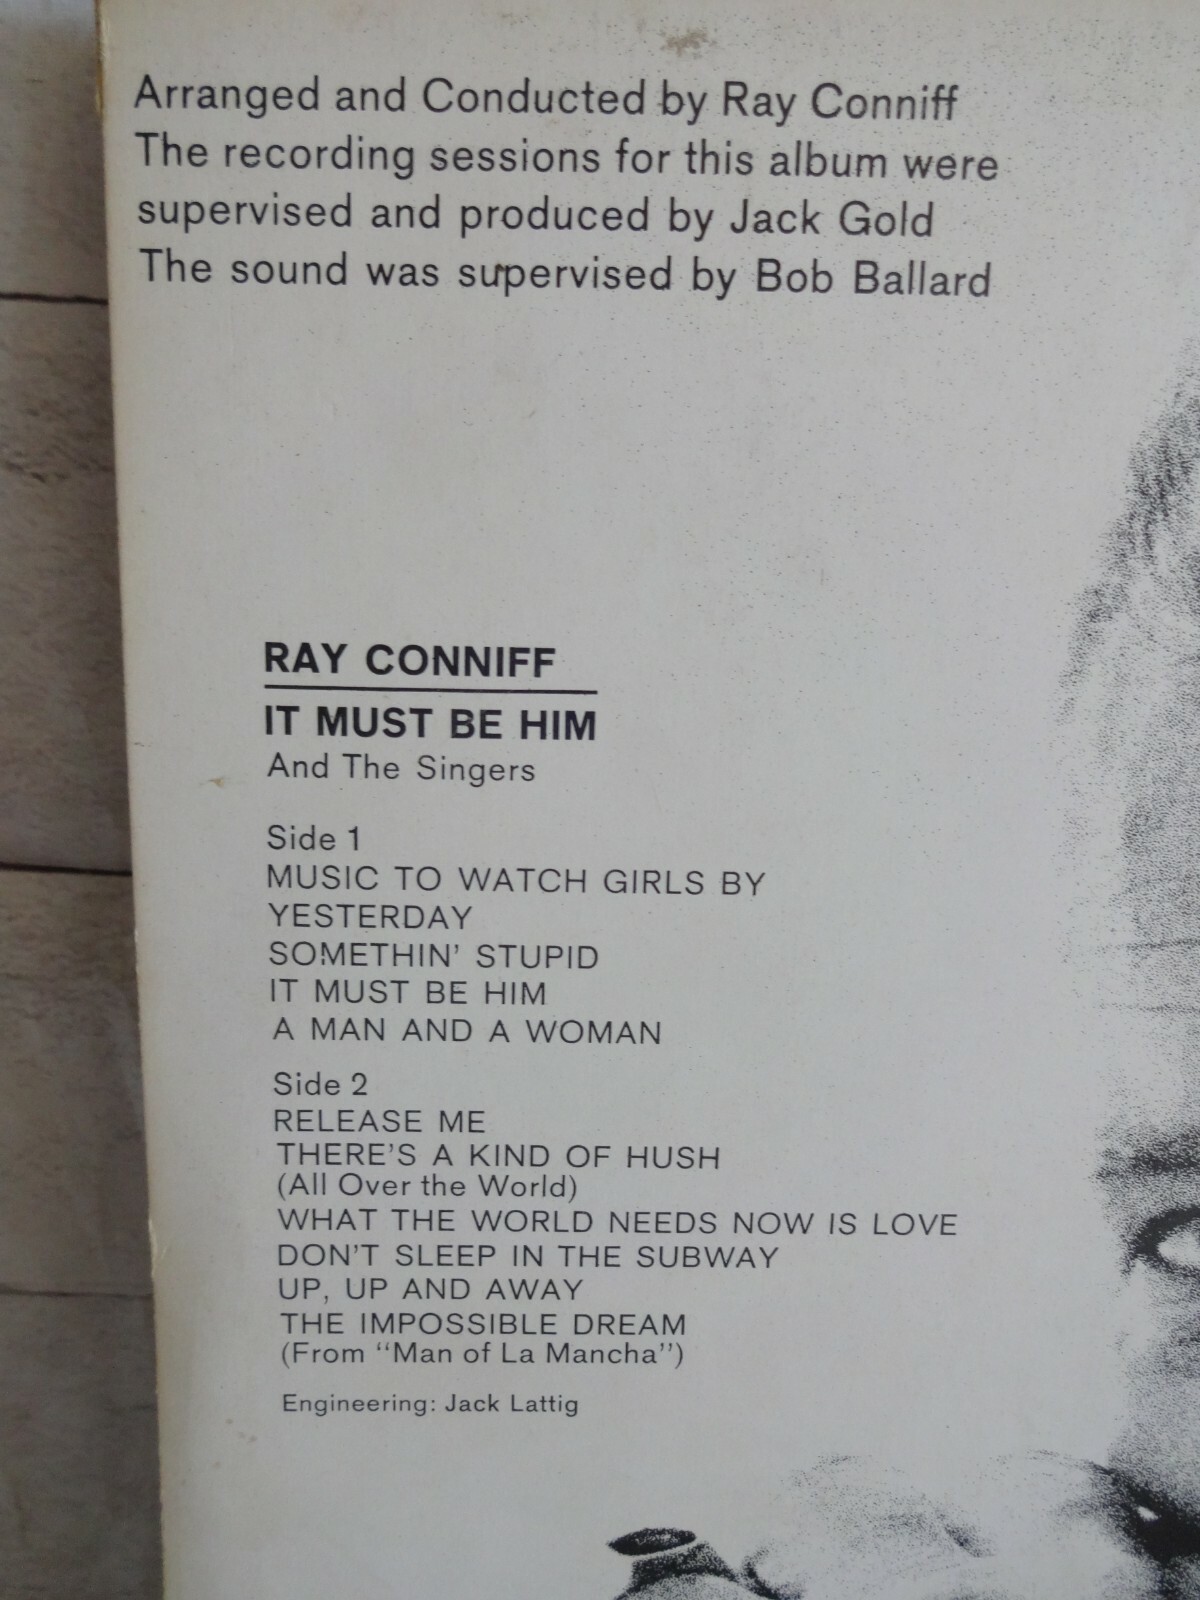 Arranged and Conducted by Ray Conniff
The recording sessions for this album were
supervised and produced by Jack Gold
The sound was supervised by Bob Ballard
RAY CONNIFF
IT MUST BE HIM
And The Singers
Side 1
MUSIC TO WATCH GIRLS BY
YESTERDAY
SOMETHIN' STUPID
IT MUST BE HIM
A MAN AND A WOMAN
Side 2
RELEASE ME
THERE'S A KIND OF HUSH
(All Over the World)
WHAT THE WORLD NEEDS NOW IS LOVE
DON'T SLEEP IN THE SUBWAY
UP, UP AND AWAY
THE IMPOSSIBLE DREAM
(From "Man of La Mancha")
Engineering: Jack Lattig